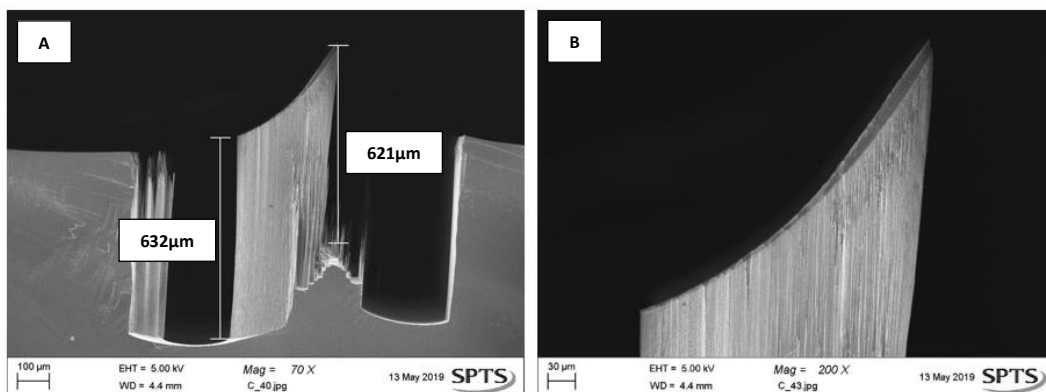 A
621µm
632µm
100 µm
EHT = 5.00 kV
WD = 4.4 mm
Mag = 70 X
C_40.jpg
13 May 2019
SPTS
B
30 µm
EHT = 5.00 kV
WD = 4.4 mm
Mag = 200 X
C_43.jpg
13 May 2019
SPTS